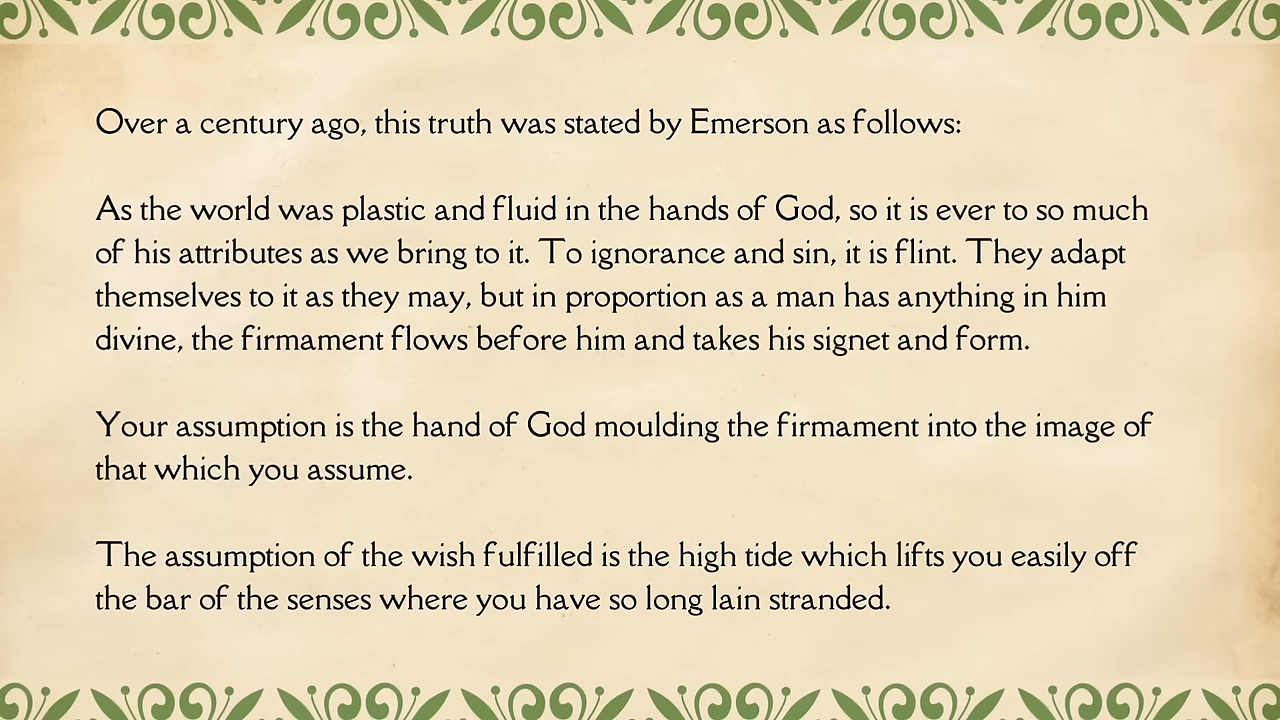 Over a century ago, this truth was stated by Emerson as follows:
As the world was plastic and fluid in the hands of God, so it is ever to so much
of his attributes as we bring to it. To ignorance and sin, it is flint. They adapt
themselves to it as they may, but in proportion as a man has anything in him
divine, the firmament flows before him and takes his signet and form.
Your assumption is the hand of God moulding the firmament into the image of
that which you assume.
The assumption of the wish fulfilled is the high tide which lifts you easily off
the bar of the senses where you have so long lain stranded.